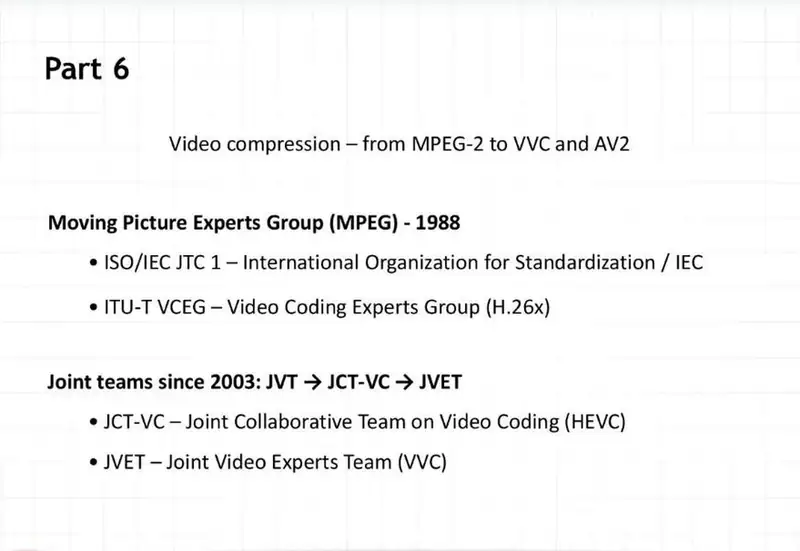 Part 6
Video compression – from MPEG-2 to VVC and AV2
Moving Picture Experts Group (MPEG) - 1988
• ISO/IEC JTC 1 – International Organization for Standardization / IEC
• ITU-T VCEG – Video Coding Experts Group (H.26x)
Joint teams since 2003: JVT → JCT-VC → JVET
• JCT-VC – Joint Collaborative Team on Video Coding (HEVC)
• JVET – Joint Video Experts Team (VVC)